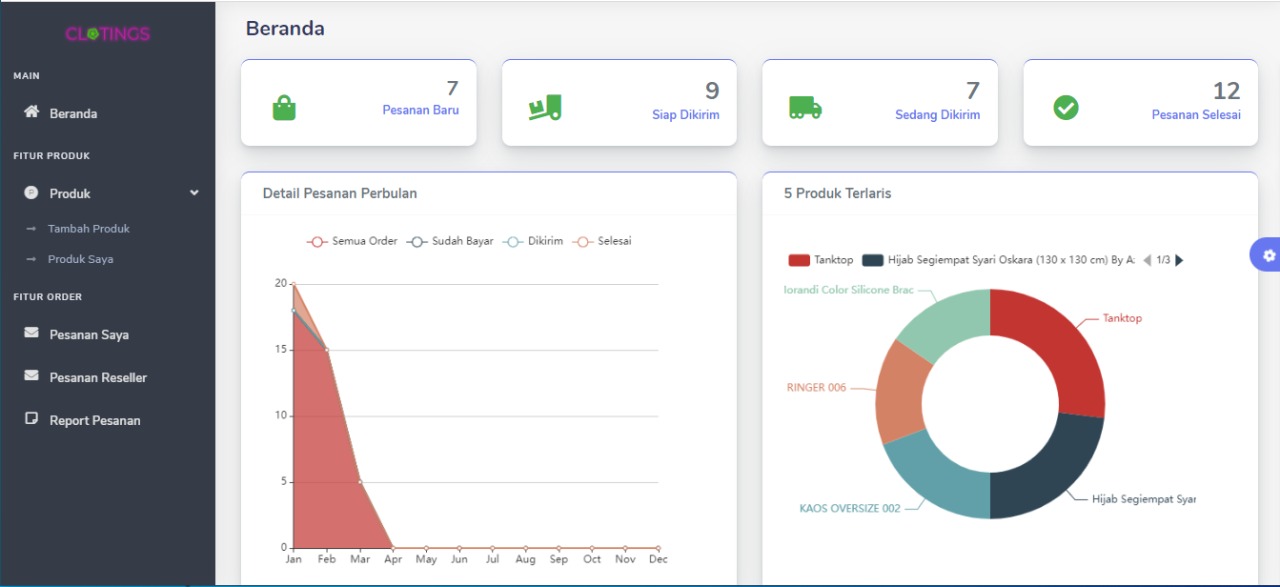 CLOTINGS
MAIN
Beranda
FITUR PRODUK
Produk
Tambah Produk
Produk Saya
FITUR ORDER
Pesanan Saya
Pesanan Reseller
Report Pesanan
Beranda
7
Pesanan Baru
9
Siap Dikirim
7
Sedang Dikirim
12
Pesanan Selesai
Detail Pesanan Perbulan
Semua Order Sudah Bayar Dikirim Selesai
20
15
10
5
0
Jan Feb Mar Apr May Jun Jul Aug Sep Oct Nov Dec
5 Produk Terlaris
Tanktop Hijab Segiempat Syari Oskara (130 x 130 cm) By A: 1/3
lorandi Color Silicone Brac
Tanktop
RINGER 006
Hijab Segiempat Syar
KAOS OVERSIZE 002